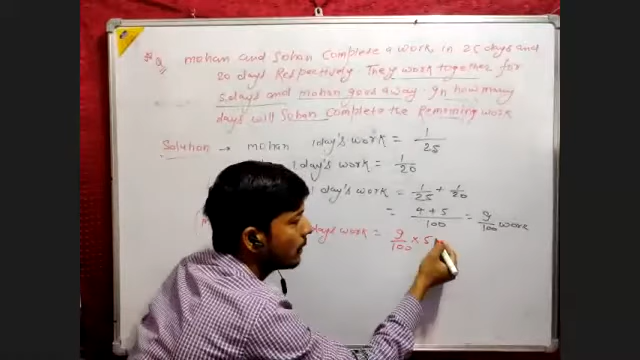 Q. mohan and Sohan Complete a work in 25 days and
20 days Respectively. They work together for
5 days and mohan goes away. In how many
days will Sohan Complete the Remining work
Solution → mohan 1 day's work = 1/25
1 day's work = 1/20
1 day's work = 1/25 + 1/20
= 4+5/100 = 9/100 work
days work = 9/100 × 5